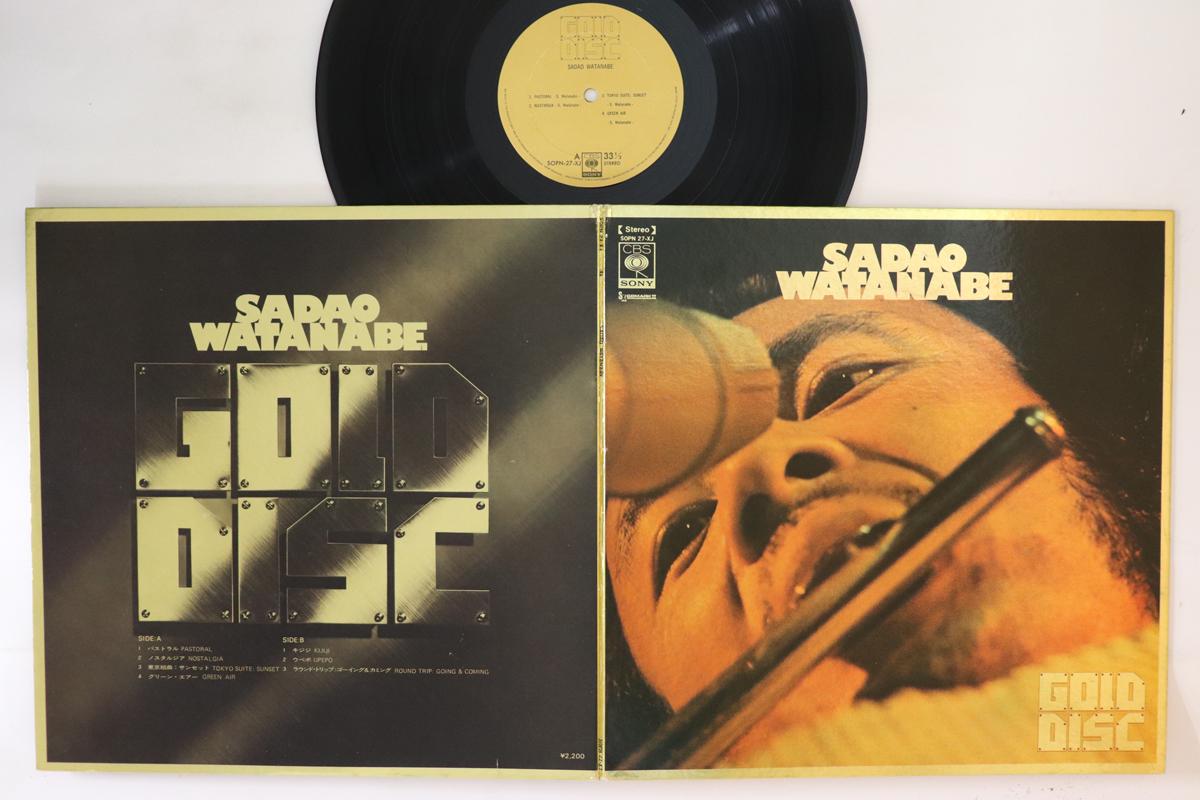 GOLD
DISC
SADAO WATANABE
1. PASTORAL -S. Watanabe-
2. NOSTALGIA -S. Watanabe-
3. TOKYO SUITE: SUNSET
-S. Watanabe-
4. GREEN AIR
-S. Watanabe-
A
SOPN-27-XJ
CBS
SONY
33 1/3
STEREO
SADAO
WATANABE
GOLD
DISC
SIDE:A
1 パストラル PASTORAL
2 ノスタルジア NOSTALGIA
3 東京組曲：サンセット TOKYO SUITE: SUNSET
4 グリーン・エアー GREEN AIR
SIDE:B
1 キジジ KIJIJI
2 ウペポ UPEPO
3 ラウンド・トリップ：ゴーイング&カミング ROUND TRIP: GOING & COMING
¥2,200
【Stereo】
SOPN 27-XJ
CBS
SONY
SADAO
WATANABE
GOLD
DISC